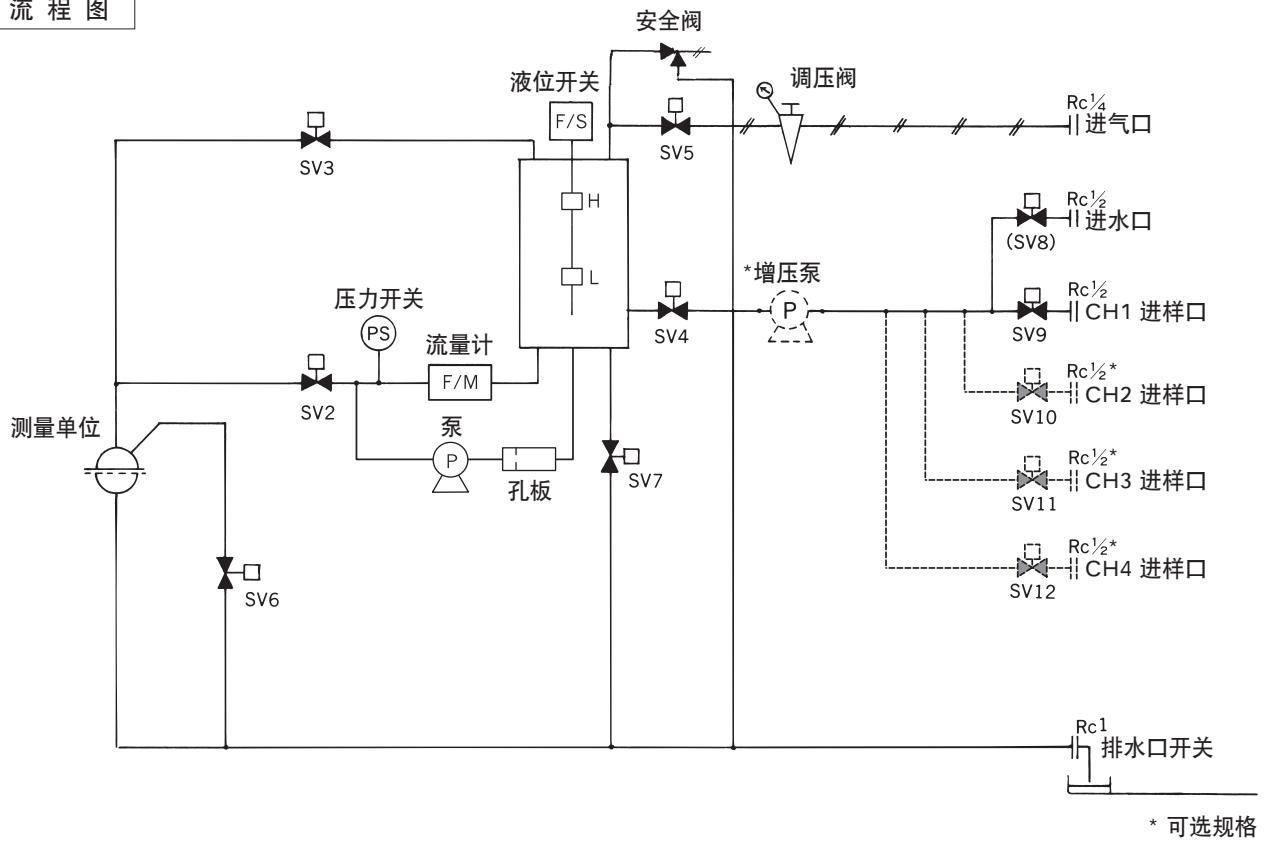 流程图
安全阀
液位开关
调压阀
F/S
Rc¼
进气口
SV3
SV5
H
Rc½
进水口
(SV8)
L
*增压泵
压力开关
P
Rc½
CH1 进样口
PS
SV4
SV9
流量计
F/M
Rc½*
CH2 进样口
SV2
SV10
测量单位
泵
P
Rc½*
CH3 进样口
孔板
SV7
SV11
Rc½*
CH4 进样口
SV6
SV12
Rc1
排水口开关
* 可选规格